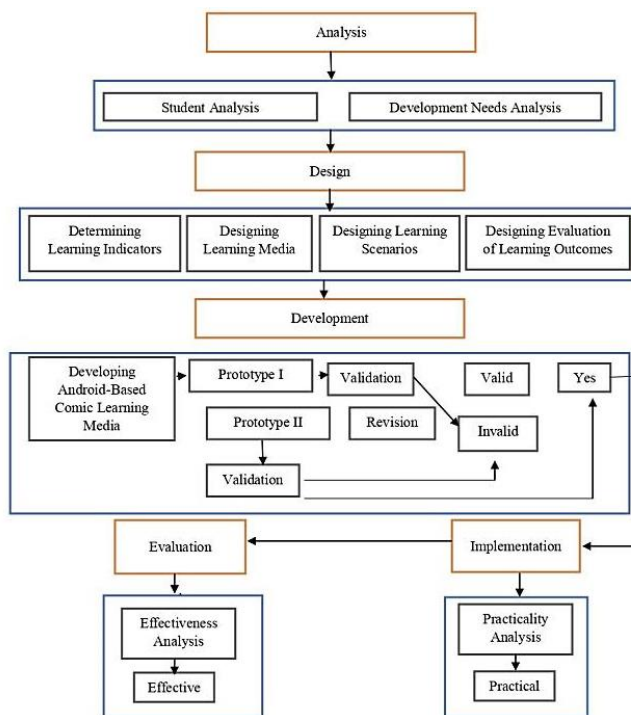 Analysis
Student Analysis
Development Needs Analysis
Design
Determining
Learning Indicators
Designing
Learning Media
Designing Learning
Scenarios
Designing Evaluation
of Learning Outcomes
Development
Developing
Android-Based
Comic Learning
Media
Prototype I
Validation
Valid
Yes
Prototype II
Revision
Invalid
Validation
Evaluation
Implementation
Effectiveness
Analysis
Effective
Practicality
Analysis
Practical